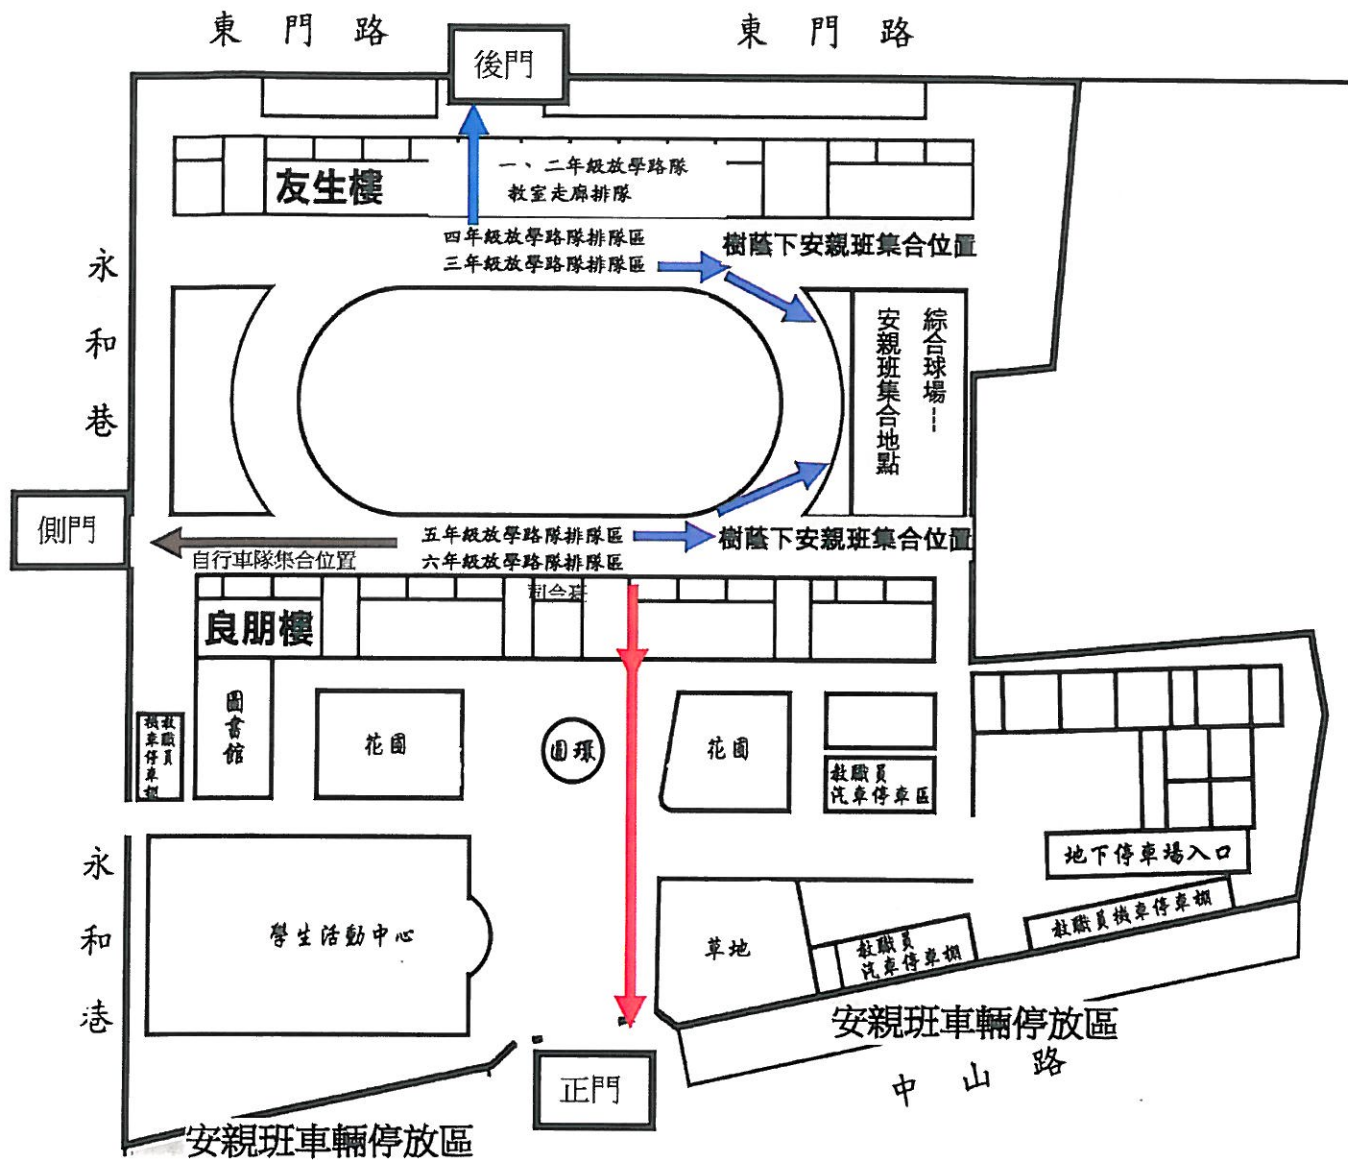 東門路
東門路
後門
一、二年級放學路隊
教室走廊排隊
友生樓
四年級放學路隊排隊區
三年級放學路隊排隊區
樹蔭下安親班集合位置
永和巷
綜合球場---
安親班集合地點
側門
自行車隊集合位置
五年級放學路隊排隊區
六年級放學路隊排隊區
樹蔭下安親班集合位置
司令臺
良朋樓
圖書館
教職員
機車停車棚
花園
圓環
花園
教職員
汽車停車區
地下停車場入口
永和巷
學生活動中心
草地
教職員
汽車停車棚
教職員機車停車棚
安親班車輛停放區
中山路
正門
安親班車輛停放區